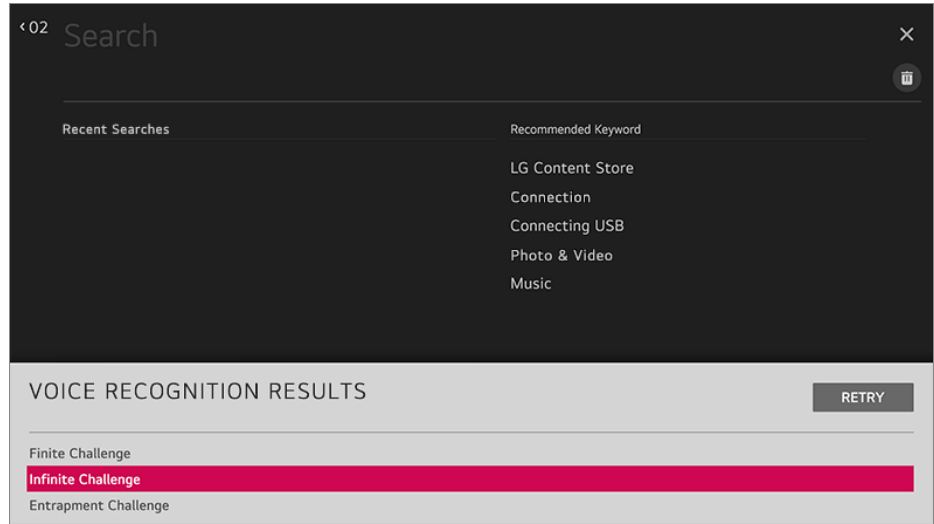 ‹02
Search
Recent Searches
Recommended Keyword
LG Content Store
Connection
Connecting USB
Photo & Video
Music
VOICE RECOGNITION RESULTS
RETRY
Finite Challenge
Infinite Challenge
Entrapment Challenge